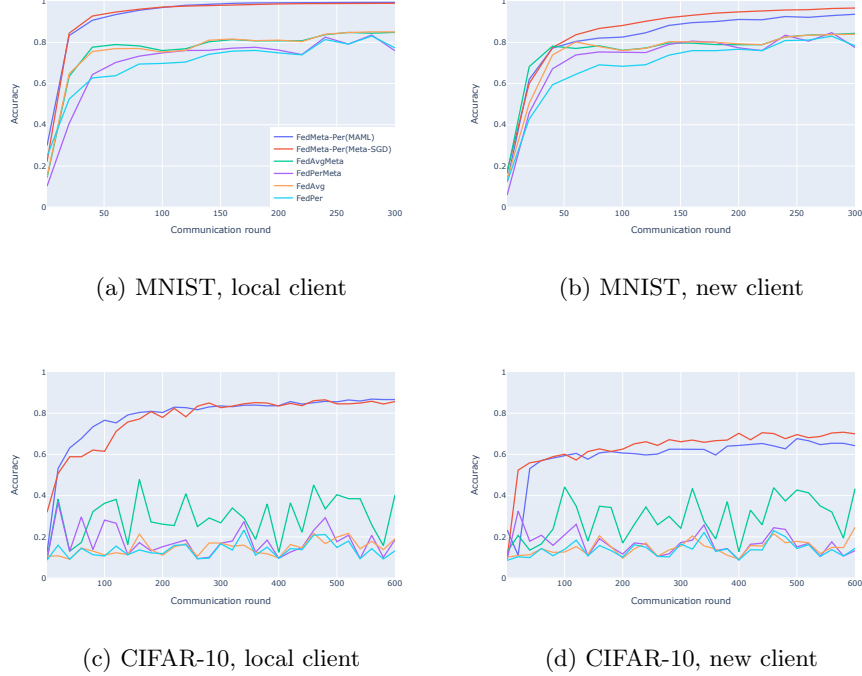 1
0.8
0.6
0.4
0.2
0
50
100
150
200
250
300
Accuracy
Communication round
FedMeta-Per(MAML)
FedMeta-Per(Meta-SGD)
FedAvgMeta
FedPerMeta
FedAvg
FedPer
(a) MNIST, local client
1
0.8
0.6
0.4
0.2
0
50
100
150
200
250
300
Accuracy
Communication round
(b) MNIST, new client
1
0.8
0.6
0.4
0.2
0
100
200
300
400
500
600
Accuracy
Communication round
(c) CIFAR-10, local client
1
0.8
0.6
0.4
0.2
0
100
200
300
400
500
600
Accuracy
Communication round
(d) CIFAR-10, new client